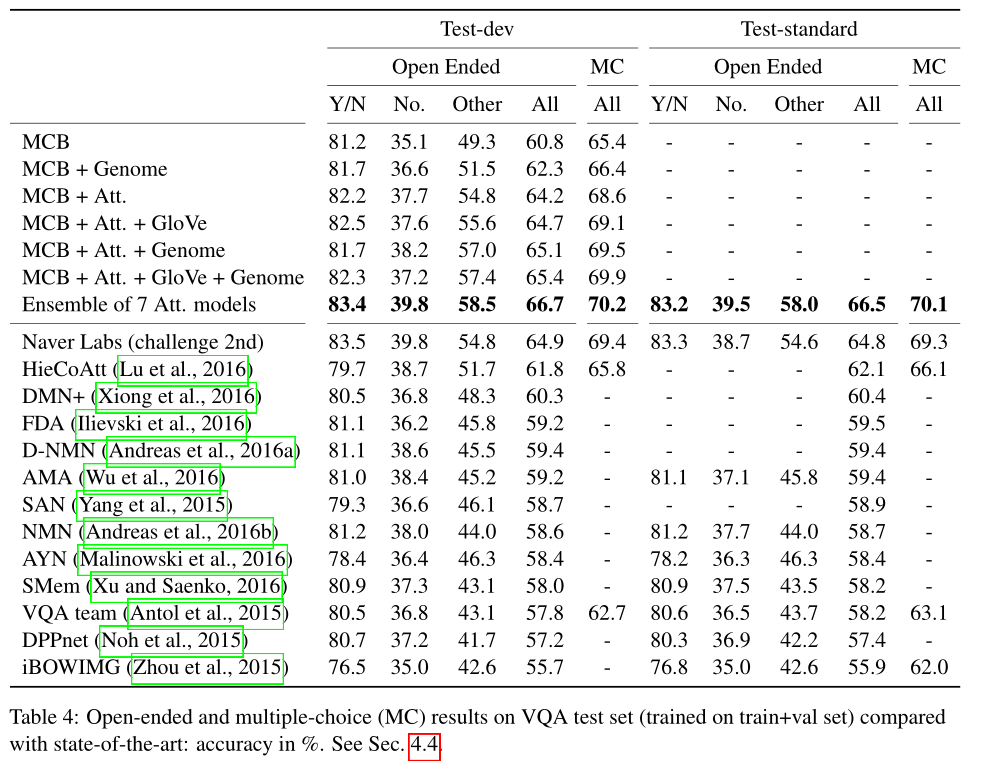 Test-dev Test-standard
Open Ended MC Open Ended MC
Y/N No. Other All All Y/N No. Other All All
MCB 81.2 35.1 49.3 60.8 65.4 - - - - -
MCB + Genome 81.7 36.6 51.5 62.3 66.4 - - - - -
MCB + Att. 82.2 37.7 54.8 64.2 68.6 - - - - -
MCB + Att. + GloVe 82.5 37.6 55.6 64.7 69.1 - - - - -
MCB + Att. + Genome 81.7 38.2 57.0 65.1 69.5 - - - - -
MCB + Att. + GloVe + Genome 82.3 37.2 57.4 65.4 69.9 - - - - -
Ensemble of 7 Att. models 83.4 39.8 58.5 66.7 70.2 83.2 39.5 58.0 66.5 70.1
Naver Labs (challenge 2nd) 83.5 39.8 54.8 64.9 69.4 83.3 38.7 54.6 64.8 69.3
HieCoAtt (Lu et al., 2016) 79.7 38.7 51.7 61.8 65.8 - - - 62.1 66.1
DMN+ (Xiong et al., 2016) 80.5 36.8 48.3 60.3 - - - - 60.4 -
FDA (Ilievski et al., 2016) 81.1 36.2 45.8 59.2 - - - - 59.5 -
D-NMN (Andreas et al., 2016a) 81.1 38.6 45.5 59.4 - - - - 59.4 -
AMA (Wu et al., 2016) 81.0 38.4 45.2 59.2 - 81.1 37.1 45.8 59.4 -
SAN (Yang et al., 2015) 79.3 36.6 46.1 58.7 - - - - 58.9 -
NMN (Andreas et al., 2016b) 81.2 38.0 44.0 58.6 - 81.2 37.7 44.0 58.7 -
AYN (Malinowski et al., 2016) 78.4 36.4 46.3 58.4 - 78.2 36.3 46.3 58.4 -
SMem (Xu and Saenko, 2016) 80.9 37.3 43.1 58.0 - 80.9 37.5 43.5 58.2 -
VQA team (Antol et al., 2015) 80.5 36.8 43.1 57.8 62.7 80.6 36.5 43.7 58.2 63.1
DPPnet (Noh et al., 2015) 80.7 37.2 41.7 57.2 - 80.3 36.9 42.2 57.4 -
iBOWIMG (Zhou et al., 2015) 76.5 35.0 42.6 55.7 - 76.8 35.0 42.6 55.9 62.0
Table 4: Open-ended and multiple-choice (MC) results on VQA test set (trained on train+val set) compared
with state-of-the-art: accuracy in %. See Sec. 4.4.